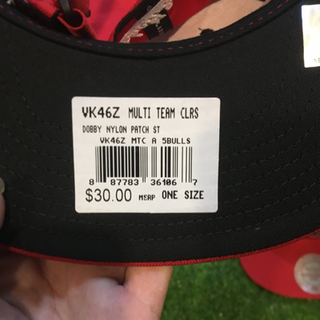 VK46Z MULTI TEAM CLRS
DOBBY NYLON PATCH ST
VK46Z MTC A 5BULLS
8 87783 36106 7
$30.00 MSRP ONE SIZE